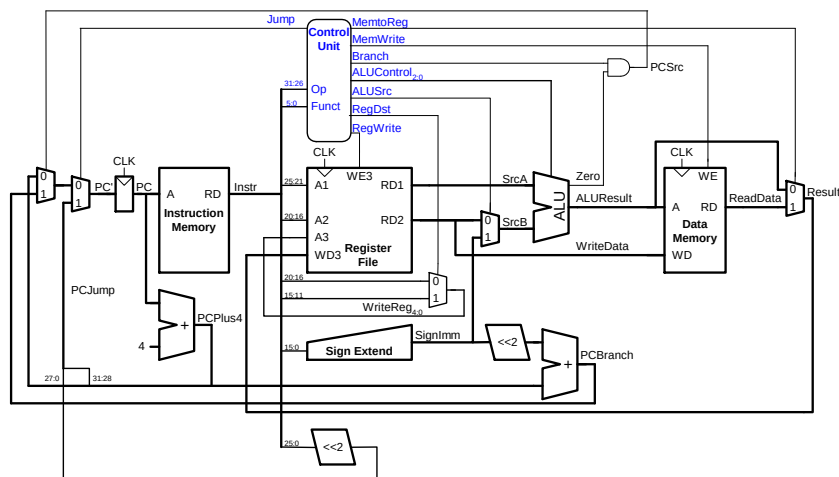 Jump
MemtoReg
Control
Unit
MemWrite
Branch
PCSrc
ALUControl2:0
31:26
Op
ALUSrc
5:0
Funct
RegDst
RegWrite
CLK
CLK
CLK
0
1
0
1
PC'
PC
A
RD
Instruction
Memory
Instr
25:21
A1
WE3
RD1
SrcA
Zero
WE
20:16
A2
RD2
0
1
SrcB
ALU
ALUResult
A
RD
ReadData
0
1
Result
A3
Register
File
WD3
Data
Memory
WriteData
WD
20:16
0
15:11
1
WriteReg4:0
PCJump
PCPlus4
+
4
SignImm
15:0
Sign Extend
<<2
PCBranch
+
27:0
31:28
25:0
<<2